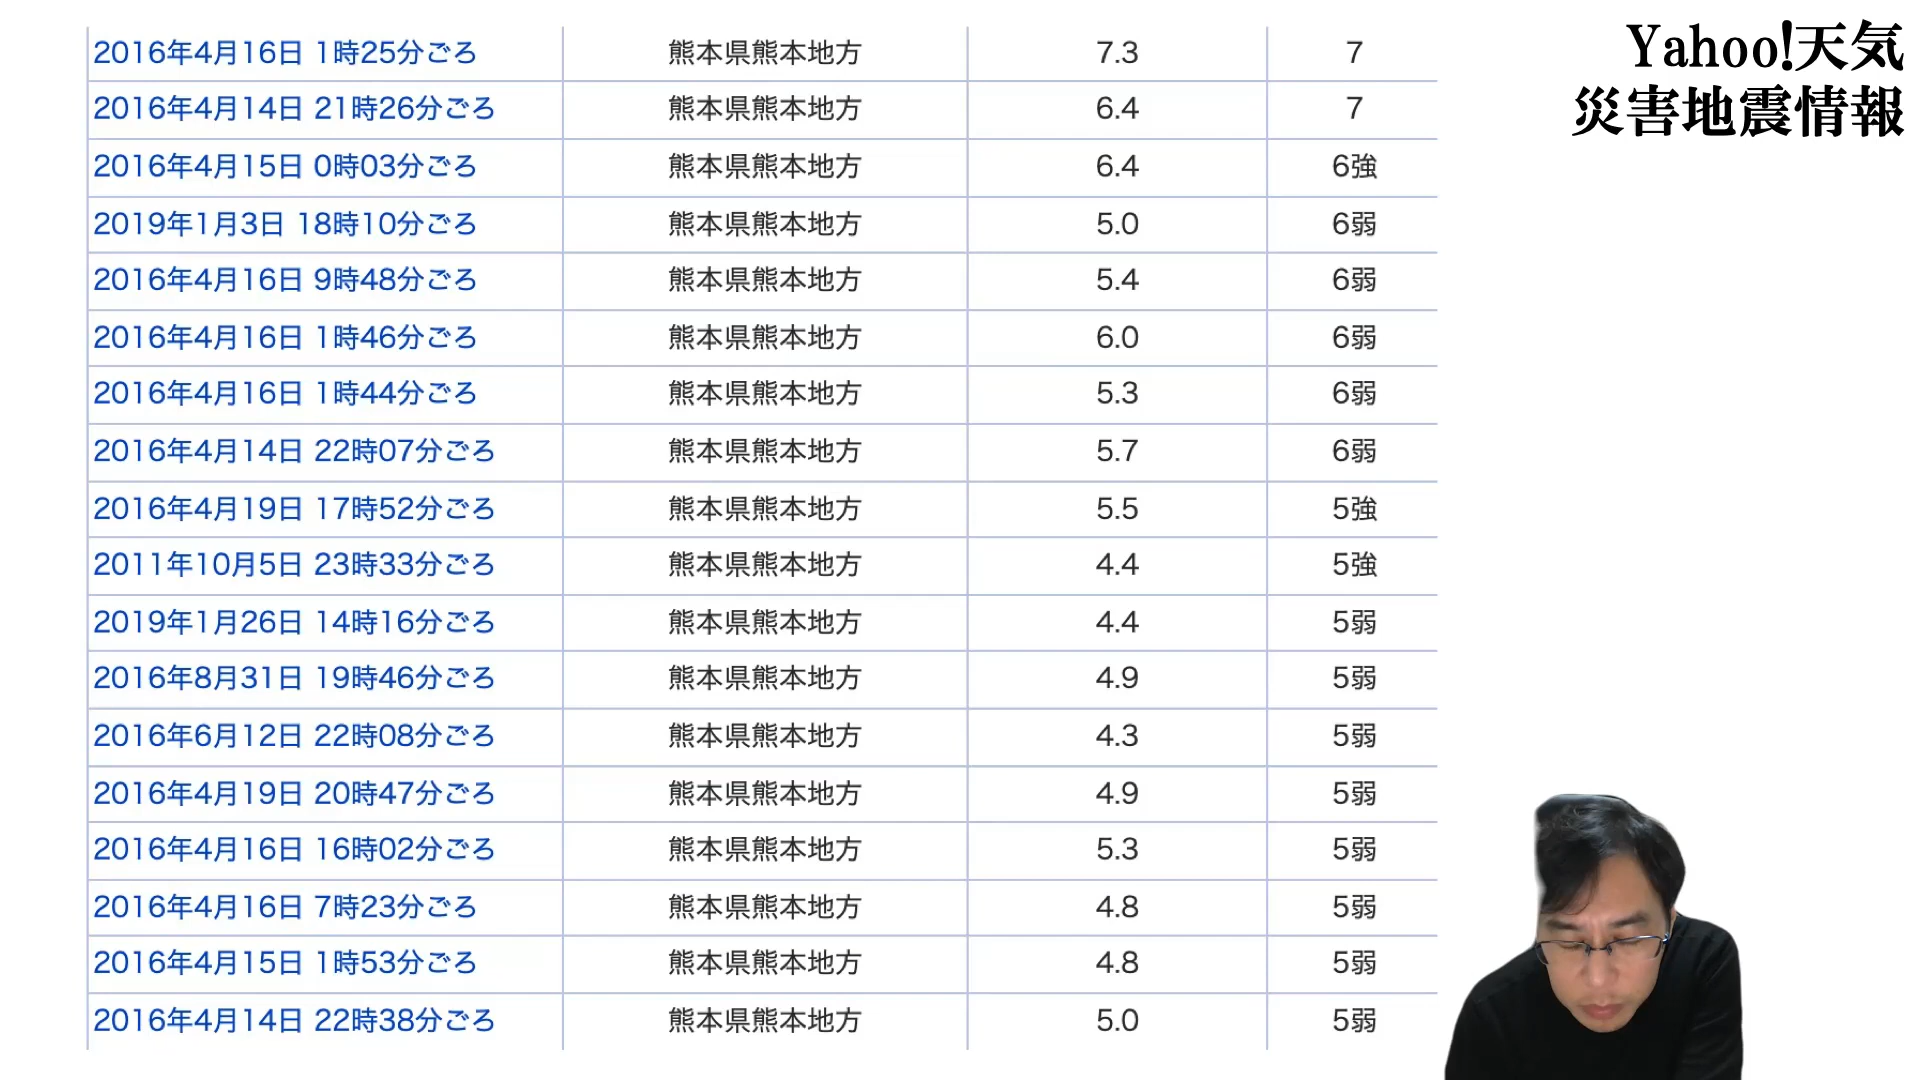 Yahoo!天気
災害地震情報
2016年4月16日 1時25分ごろ 熊本県熊本地方 7.3 7
2016年4月14日 21時26分ごろ 熊本県熊本地方 6.4 7
2016年4月15日 0時03分ごろ 熊本県熊本地方 6.4 6強
2019年1月3日 18時10分ごろ 熊本県熊本地方 5.0 6弱
2016年4月16日 9時48分ごろ 熊本県熊本地方 5.4 6弱
2016年4月16日 1時46分ごろ 熊本県熊本地方 6.0 6弱
2016年4月16日 1時44分ごろ 熊本県熊本地方 5.3 6弱
2016年4月14日 22時07分ごろ 熊本県熊本地方 5.7 6弱
2016年4月19日 17時52分ごろ 熊本県熊本地方 5.5 5強
2011年10月5日 23時33分ごろ 熊本県熊本地方 4.4 5強
2019年1月26日 14時16分ごろ 熊本県熊本地方 4.4 5弱
2016年8月31日 19時46分ごろ 熊本県熊本地方 4.9 5弱
2016年6月12日 22時08分ごろ 熊本県熊本地方 4.3 5弱
2016年4月19日 20時47分ごろ 熊本県熊本地方 4.9 5弱
2016年4月16日 16時02分ごろ 熊本県熊本地方 5.3 5弱
2016年4月16日 7時23分ごろ 熊本県熊本地方 4.8 5弱
2016年4月15日 1時53分ごろ 熊本県熊本地方 4.8 5弱
2016年4月14日 22時38分ごろ 熊本県熊本地方 5.0 5弱